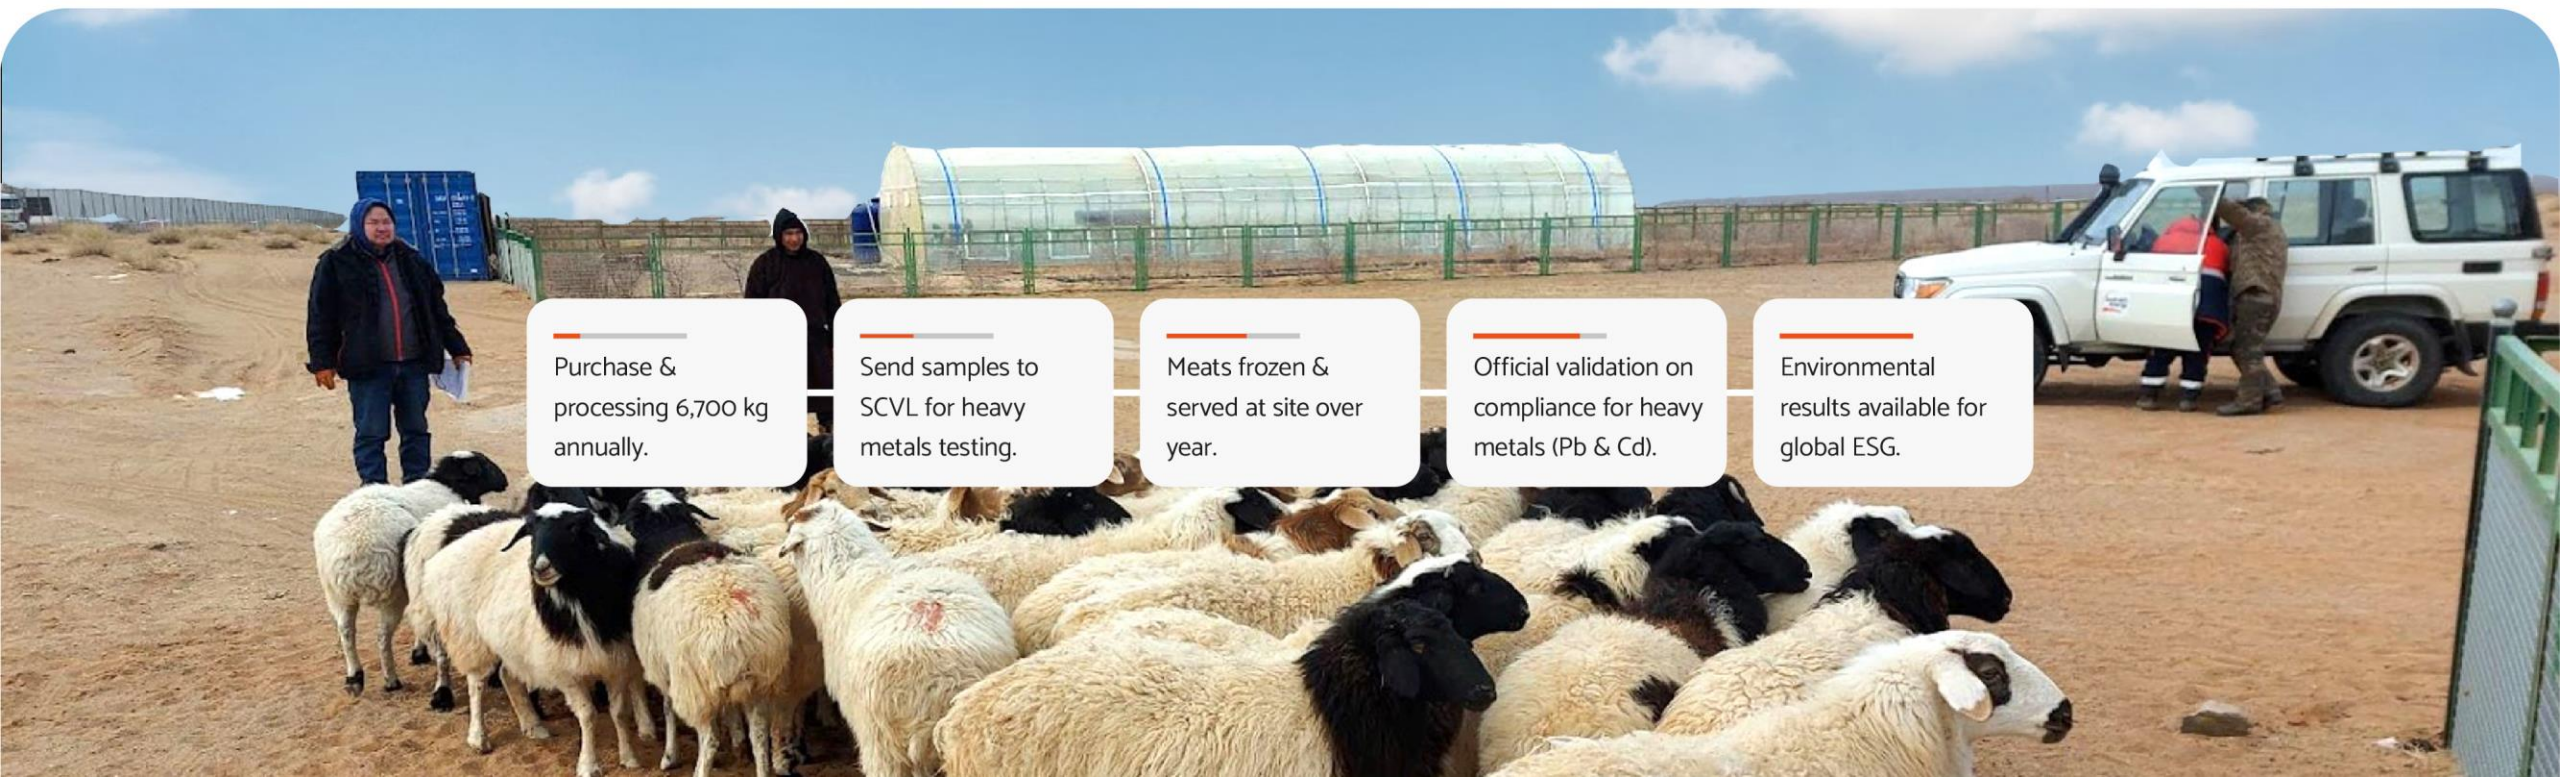 Purchase &
processing 6,700 kg
annually.
Send samples to
SCVL for heavy
metals testing.
Meats frozen &
served at site over
year.
Official validation on
compliance for heavy
metals (Pb & Cd).
Environmental
results available for
global ESG.